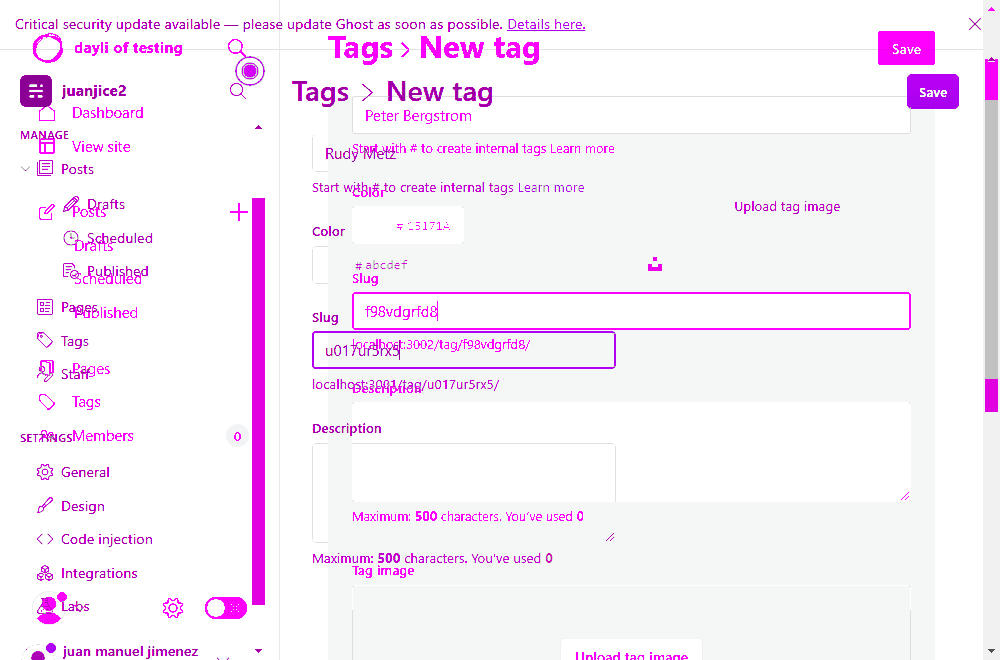 Critical security update available — please update Ghost as soon as possible. Details here.
dayli of testing
Tags › New tag
Save
juanjice2
Tags > New tag
Save
Dashboard
Peter Bergstrom
MANAGE
View site
Start with # to create internal tags Learn more
Rudy Metz
Posts
Start with # to create internal tags Learn more
Color
Drafts
Posts
Upload tag image
# 15171A
Color
Scheduled
Drafts
# abcdef
Published
Scheduled
Slug
Pages
Published
f98vdgrfd8
Slug
Tags
localhost:3002/tag/f98vdgrfd8/
u017ur5rx5
Staff
Pages
localhost:3001/tag/u017ur5rx5/
Description
Tags
Description
SETTINGS
Members
0
General
Design
Maximum: 500 characters. You've used 0
Code injection
Maximum: 500 characters. You've used 0
Integrations
Tag image
Labs
juan manuel jimenez
Upload tag image